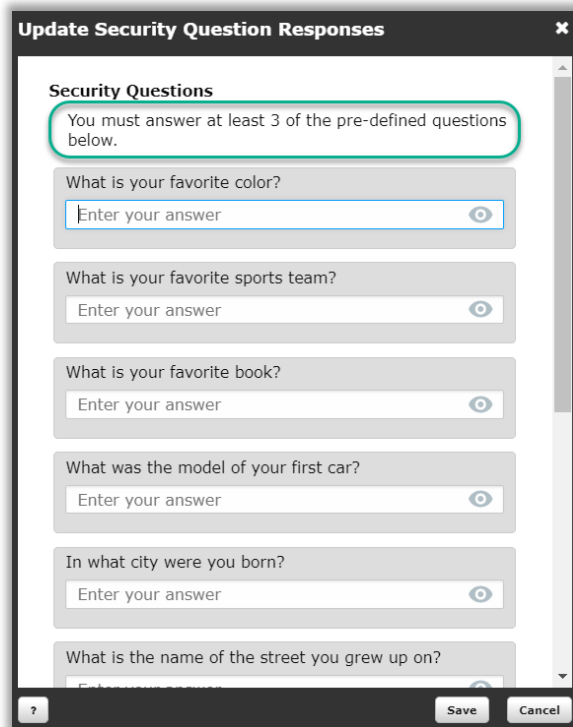 Update Security Question Responses ×
Security Questions
You must answer at least 3 of the pre-defined questions
below.
What is your favorite color?
Enter your answer
What is your favorite sports team?
Enter your answer
What is your favorite book?
Enter your answer
What was the model of your first car?
Enter your answer
In what city were you born?
Enter your answer
What is the name of the street you grew up on?
Enter your answer
? Save Cancel